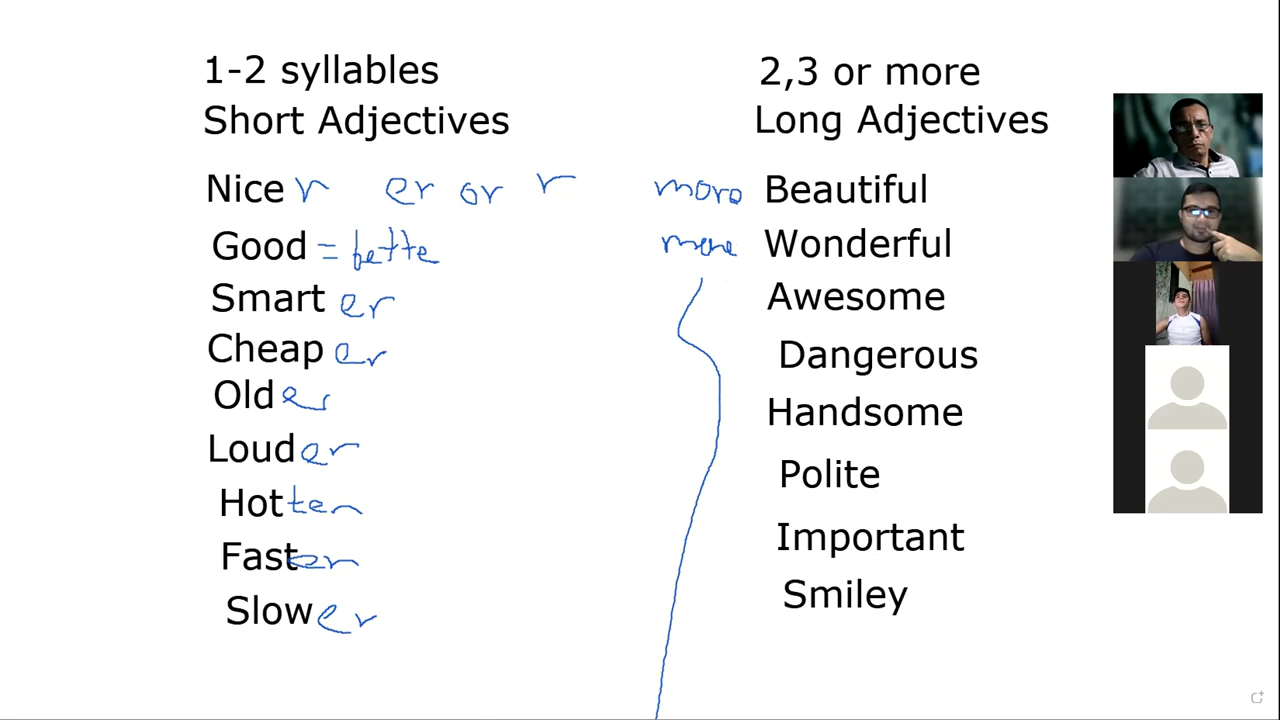 1-2 syllables
Short Adjectives
Nice r er or r
Good = bette
Smart er
Cheap er
Old er
Loud er
Hot ter
Fast er
Slow er
2,3 or more
Long Adjectives
more Beautiful
more Wonderful
Awesome
Dangerous
Handsome
Polite
Important
Smiley